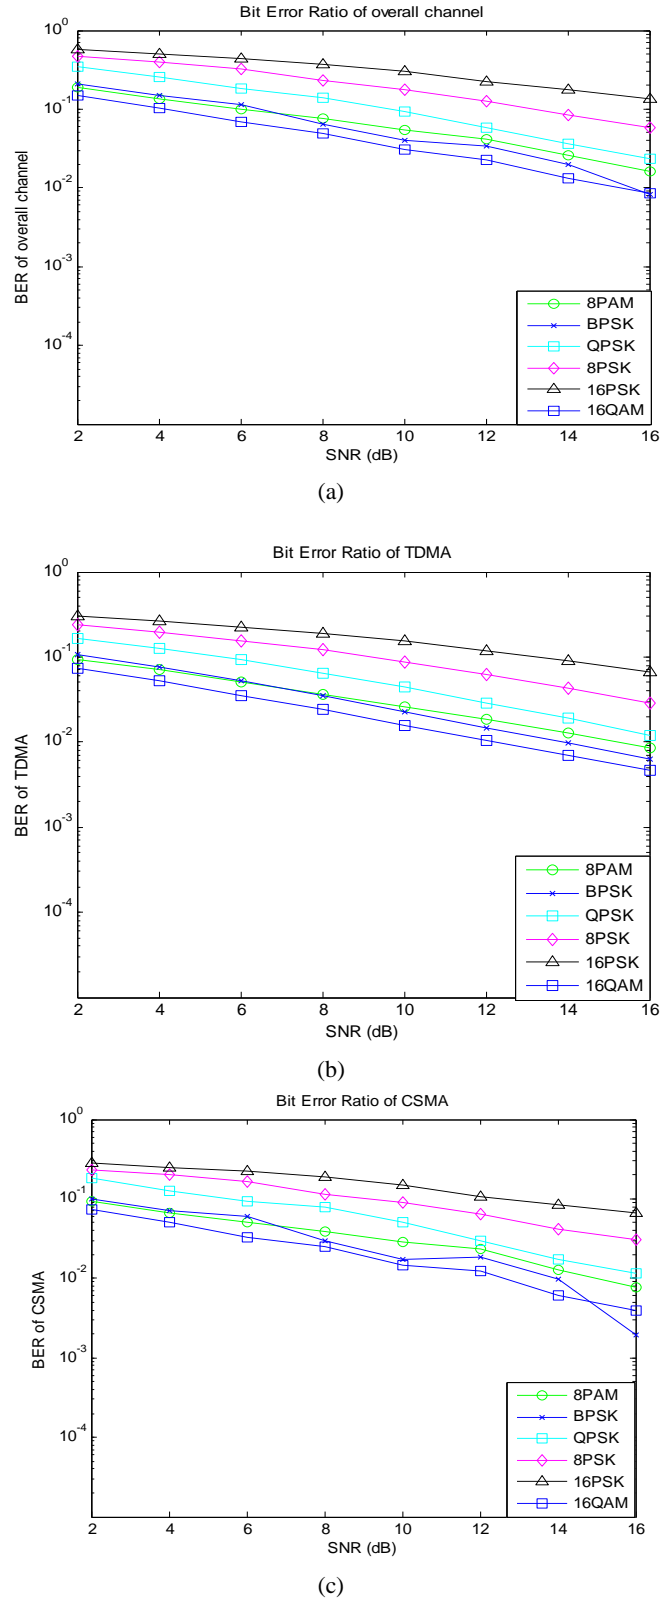 Bit Error Ratio of overall channel
10^0
10^-1
10^-2
10^-3
10^-4
BER of overall channel
8PAM
BPSK
QPSK
8PSK
16PSK
16QAM
2 4 6 8 10 12 14 16
SNR (dB)
(a)
Bit Error Ratio of TDMA
10^0
10^-1
10^-2
10^-3
10^-4
BER of TDMA
8PAM
BPSK
QPSK
8PSK
16PSK
16QAM
2 4 6 8 10 12 14 16
SNR (dB)
(b)
Bit Error Ratio of CSMA
10^0
10^-1
10^-2
10^-3
10^-4
BER of CSMA
8PAM
BPSK
QPSK
8PSK
16PSK
16QAM
2 4 6 8 10 12 14 16
SNR (dB)
(c)